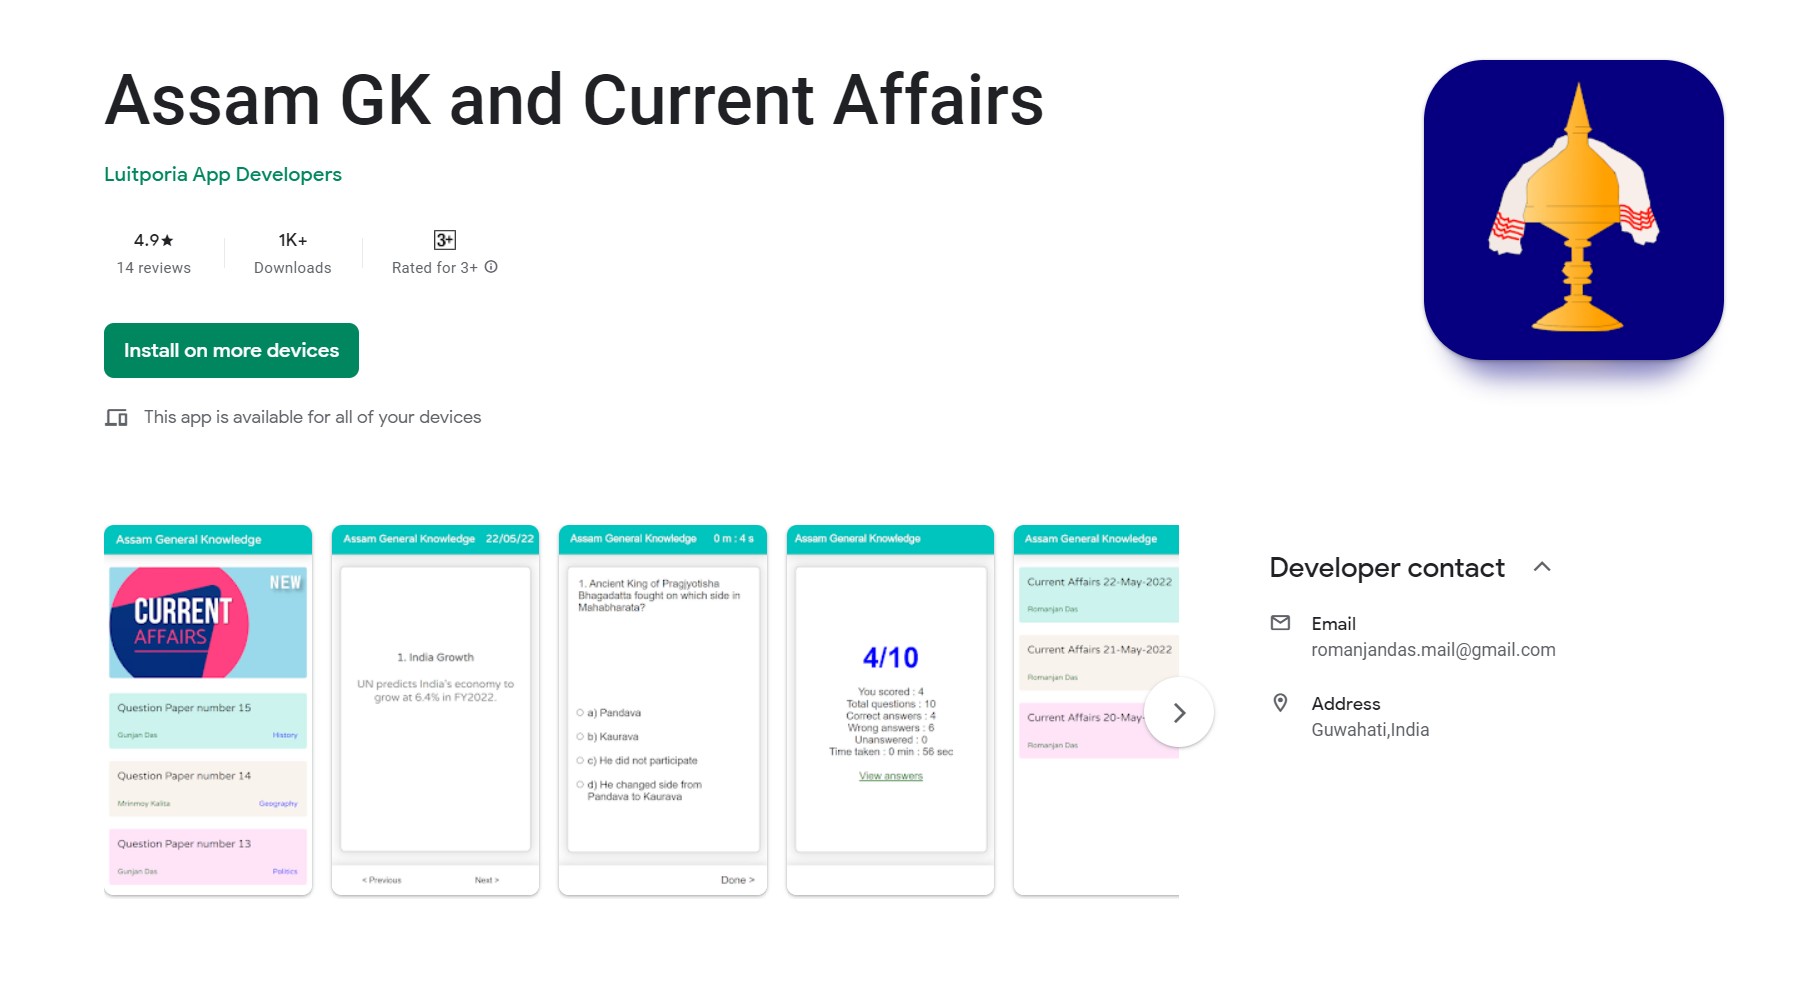 Assam GK and Current Affairs
Luitporia App Developers
4.9★
14 reviews
1K+
Downloads
3+
Rated for 3+
Install on more devices
This app is available for all of your devices
Assam General Knowledge
NEW
CURRENT
AFFAIRS
Question Paper number 15
Gunjan Das
History
Question Paper number 14
Mrinmoy Kalita
Geography
Question Paper number 13
Gunjan Das
Politics
Assam General Knowledge 22/05/22
1. India Growth
UN predicts India's economy to
grow at 6.4% in FY2022.
< Previous
Next >
Assam General Knowledge 0 m : 4 s
1. Ancient King of Pragjyotisha
Bhagadatta fought on which side in
Mahabharata?
a) Pandava
b) Kaurava
c) He did not participate
d) He changed side from
Pandava to Kaurava
Done >
Assam General Knowledge
4/10
You scored : 4
Total questions : 10
Correct answers : 4
Wrong answers : 6
Unanswered : 0
Time taken : 0 min : 56 sec
View answers
Assam General Knowledge
Current Affairs 22-May-2022
Romanjan Das
Current Affairs 21-May-2022
Romanjan Das
Current Affairs 20-May-
Romanjan Das
Developer contact
Email
romanjandas.mail@gmail.com
Address
Guwahati,India